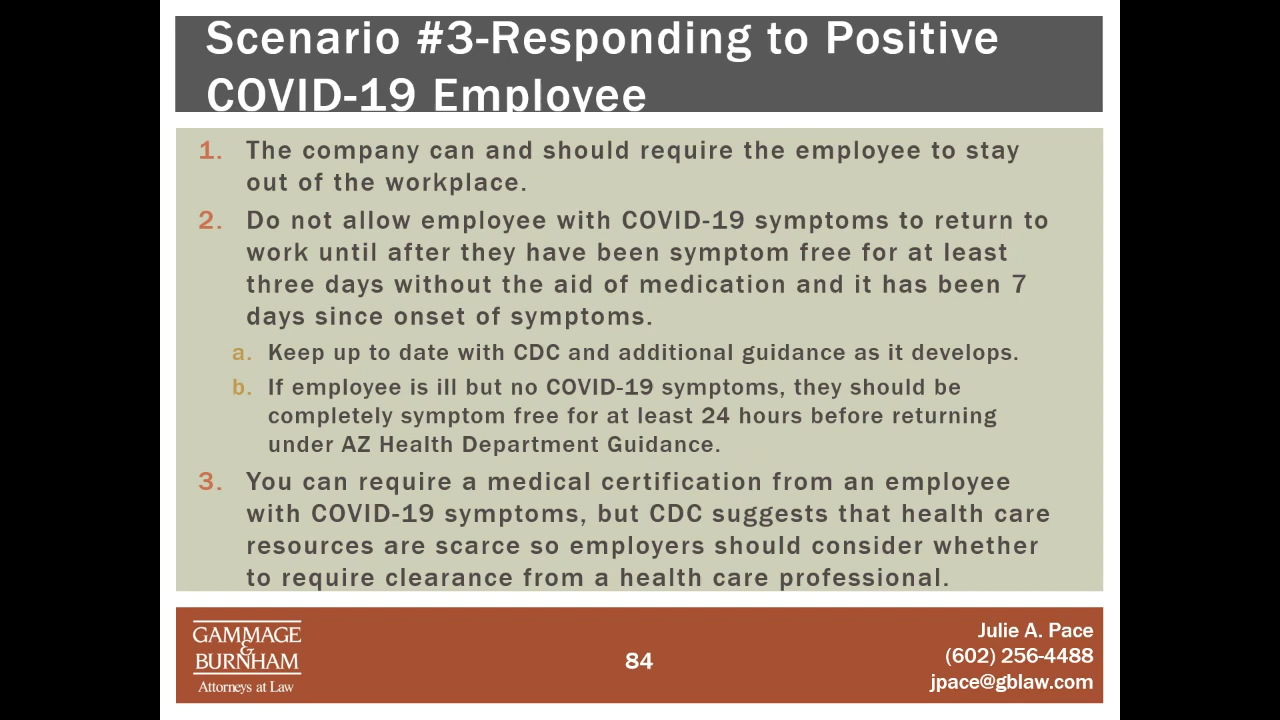 Scenario #3-Responding to Positive
COVID-19 Employee
1. The company can and should require the employee to stay
out of the workplace.
2. Do not allow employee with COVID-19 symptoms to return to
work until after they have been symptom free for at least
three days without the aid of medication and it has been 7
days since onset of symptoms.
a. Keep up to date with CDC and additional guidance as it develops.
b. If employee is ill but no COVID-19 symptoms, they should be
completely symptom free for at least 24 hours before returning
under AZ Health Department Guidance.
3. You can require a medical certification from an employee
with COVID-19 symptoms, but CDC suggests that health care
resources are scarce so employers should consider whether
to require clearance from a health care professional.
GAMMAGE
&
BURNHAM
Attorneys at Law
84
Julie A. Pace
(602) 256-4488
jpace@gblaw.com